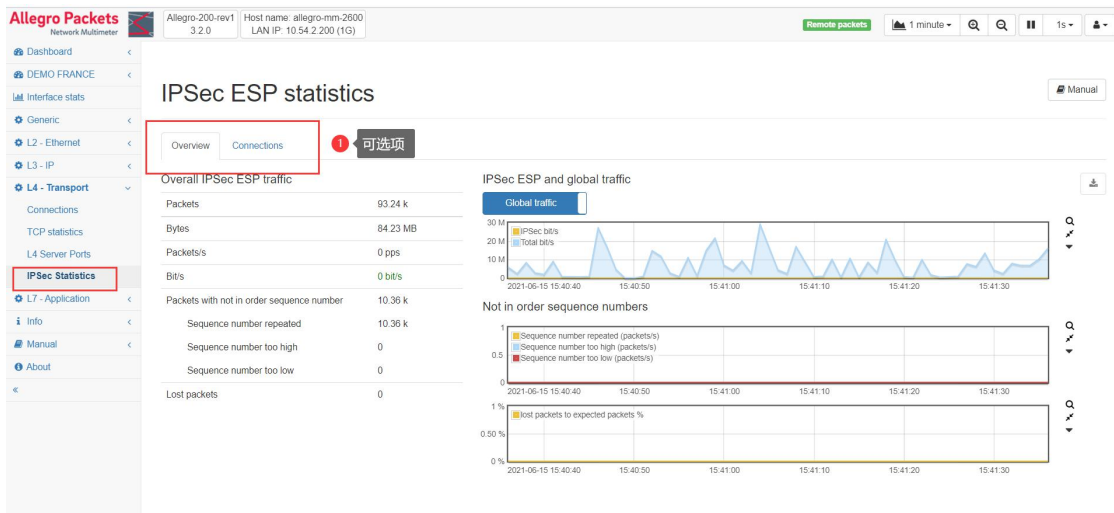 Allegro Packets
Network Multimeter
Allegro-200-rev1
3.2.0
Host name: allegro-mm-2600
LAN IP: 10.54.2.200 (1G)
Remote packets
1 minute
1s
Dashboard
DEMO FRANCE
Interface stats
Generic
L2 - Ethernet
L3 - IP
L4 - Transport
Connections
TCP statistics
L4 Server Ports
IPSec Statistics
L7 - Application
Info
Manual
About
«
IPSec ESP statistics
Manual
Overview
Connections
1
可选项
Overall IPSec ESP traffic
Packets 93.24 k
Bytes 84.23 MB
Packets/s 0 pps
Bit/s 0 bit/s
Packets with not in order sequence number 10.36 k
Sequence number repeated 10.36 k
Sequence number too high 0
Sequence number too low 0
Lost packets 0
IPSec ESP and global traffic
Global traffic
30 M
20 M
10 M
0
IPSec bit/s
Total bit/s
2021-06-15 15:40:40 15:40:50 15:41:00 15:41:10 15:41:20 15:41:30
Not in order sequence numbers
1
0.5
0
Sequence number repeated (packets/s)
Sequence number too high (packets/s)
Sequence number too low (packets/s)
2021-06-15 15:40:40 15:40:50 15:41:00 15:41:10 15:41:20 15:41:30
1 %
0.50 %
0 %
lost packets to expected packets %
2021-06-15 15:40:40 15:40:50 15:41:00 15:41:10 15:41:20 15:41:30